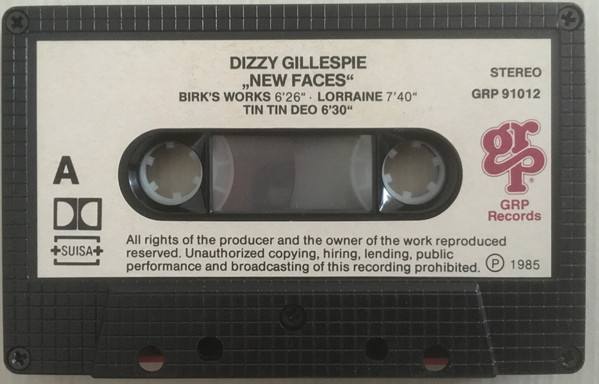 DIZZY GILLESPIE
„NEW FACES“
BIRK'S WORKS 6'26“ · LORRAINE 7'40“
TIN TIN DEO 6'30“
STEREO
GRP 91012
grp
GRP
Records
A
+SUISA+
All rights of the producer and the owner of the work reproduced
reserved. Unauthorized copying, hiring, lending, public
performance and broadcasting of this recording prohibited. Ⓟ 1985